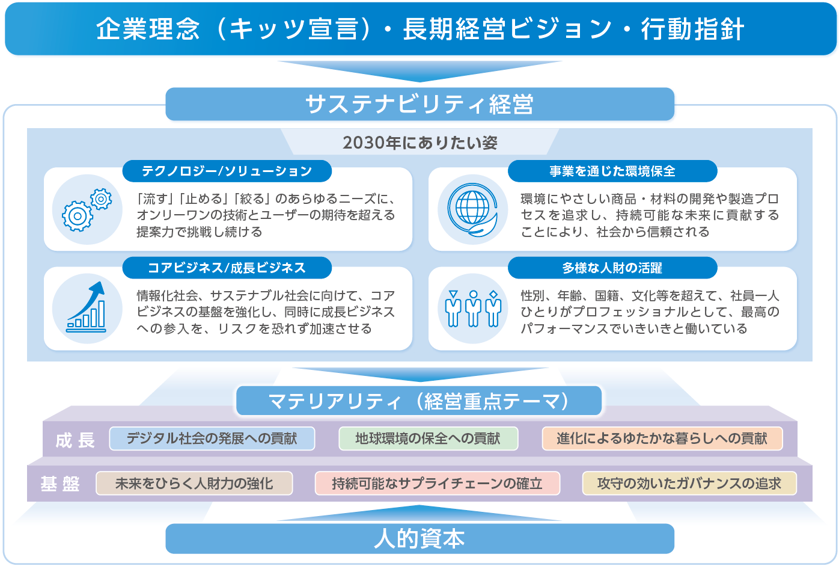 企業理念（キッツ宣言）・長期経営ビジョン・行動指針
サステナビリティ経営
2030年にありたい姿
テクノロジー/ソリューション
「流す」「止める」「絞る」のあらゆるニーズに、
オンリーワンの技術とユーザーの期待を超える
提案力で挑戦し続ける
事業を通じた環境保全
環境にやさしい商品・材料の開発や製造プロ
セスを追求し、持続可能な未来に貢献する
ことにより、社会から信頼される
コアビジネス/成長ビジネス
情報化社会、サステナブル社会に向けて、コア
ビジネスの基盤を強化し、同時に成長ビジネス
への参入を、リスクを恐れず加速させる
多様な人財の活躍
性別、年齢、国籍、文化等を超えて、社員一人
ひとりがプロフェッショナルとして、最高の
パフォーマンスでいきいきと働いている
マテリアリティ（経営重点テーマ）
成長
デジタル社会の発展への貢献
地球環境の保全への貢献
進化によるゆたかな暮らしへの貢献
基盤
未来をひらく人財力の強化
持続可能なサプライチェーンの確立
攻守の効いたガバナンスの追求
人的資本